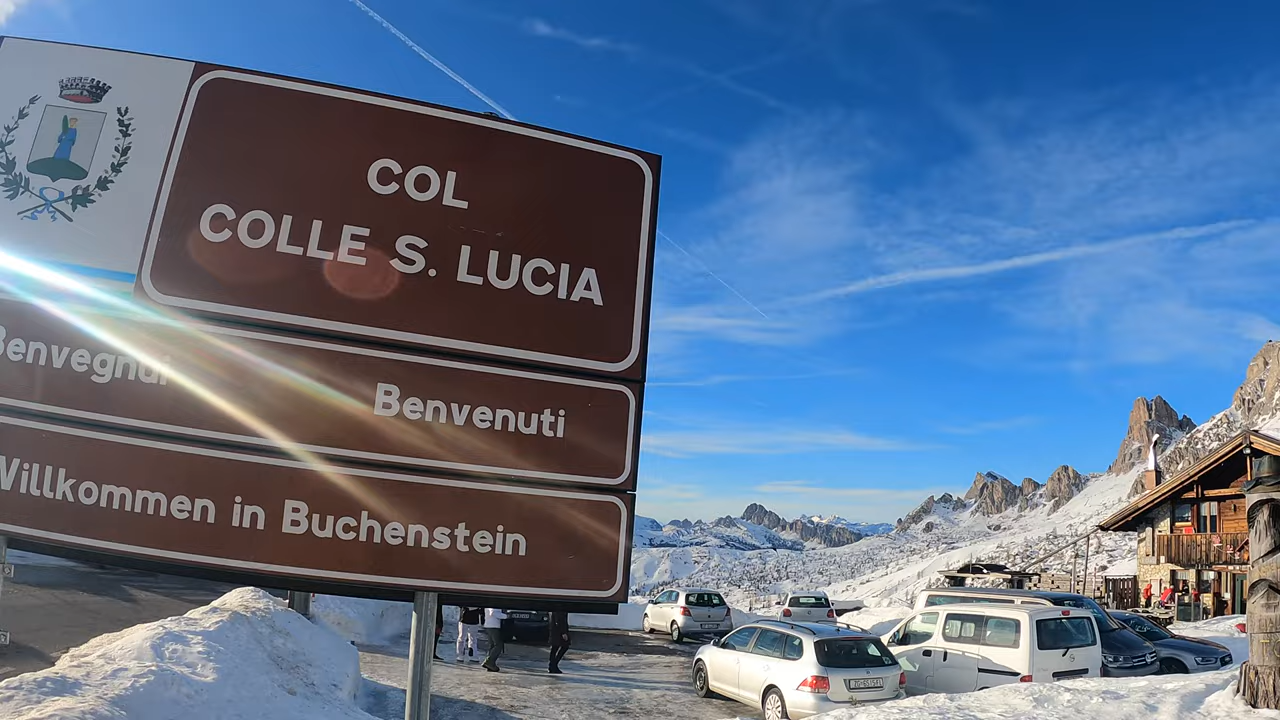 COL
COLLE S. LUCIA
Benvegnui Benvenuti
Willkommen in Buchenstein